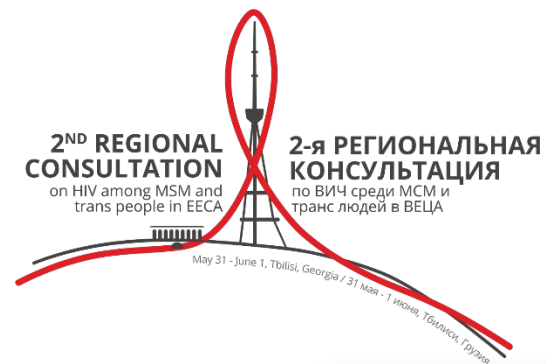 2ND REGIONAL
CONSULTATION
on HIV among MSM and
trans people in EECA
2-я РЕГИОНАЛЬНАЯ
КОНСУЛЬТАЦИЯ
по ВИЧ среди МСМ и
транс людей в ВЕЦА
May 31 - June 1, Tbilisi, Georgia / 31 мая - 1 июня, Тбилиси, Грузия